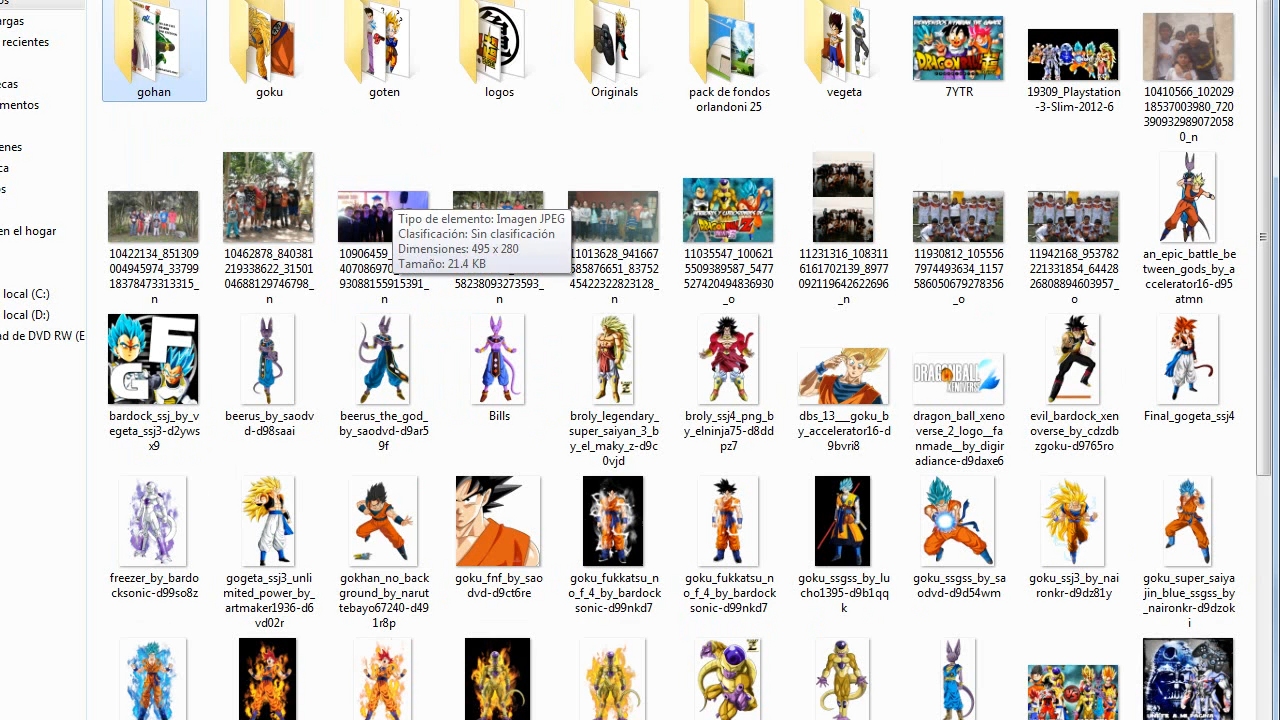 os
argas
recientes
ecas
mentos
enes
ca
s
en el hogar
local (C:)
local (D:)
ad de DVD RW (E
gohan
goku
goten
logos
Originals
pack de fondos
orlandoni 25
vegeta
7YTR
19309_Playstation
-3-Slim-2012-6
10410566_102029
18537003980_720
390932989072058
0_n
10422134_851309
004945974_33799
18378473313315_
n
10462878_840381
219338622_31501
04688129746798_
n
10906459_
407086970
93088155915391_
n
Tipo de elemento: Imagen JPEG
Clasificación: Sin clasificación
Dimensiones: 495 x 280
Tamaño: 21.4 KB
58238093273593_
n
11013628_941667
585876651_83752
45422322823128_
n
11035547_100621
5509389587_5477
527420494836930
_o
11231316_108311
6161702139_8977
092119642622696
_n
11930812_105556
7974493634_1157
586050679278356
_o
11942168_953782
221331854_64428
26808894603957_
o
an_epic_battle_be
tween_gods_by_a
ccelerator16-d95
atmn
bardock_ssj_by_v
egeta_ssj3-d2yws
x9
beerus_by_saodv
d-d98saai
beerus_the_god_
by_saodvd-d9ar5
9f
Bills
broly_legendary_
super_saiyan_3_b
y_el_maky_z-d9c
0vjd
broly_ssj4_png_b
y_elninja75-d8dd
pz7
dbs_13___goku_b
y_accelerator16-d
9bvri8
dragon_ball_xeno
verse_2_logo__fa
nmade__by_digir
adiance-d9daxe6
evil_bardock_xen
overse_by_cdzdb
zgoku-d9765ro
Final_gogeta_ssj4
freezer_by_bardo
cksonic-d99so8z
gogeta_ssj3_unli
mited_power_by_
artmaker1936-d6
vd02r
gokhan_no_back
ground_by_narut
tebayo67240-d49
1r8p
goku_fnf_by_sao
dvd-d9ct6re
goku_fukkatsu_n
o_f_4_by_bardock
sonic-d99nkd7
goku_fukkatsu_n
o_f_4_by_bardock
sonic-d99nkd7
goku_ssgss_by_lu
cho1395-d9b1qq
k
goku_ssgss_by_sa
odvd-d9d54wm
goku_ssj3_by_nai
ronkr-d9dz81y
goku_super_saiya
jin_blue_ssgss_by
_naironkr-d9dzok
i